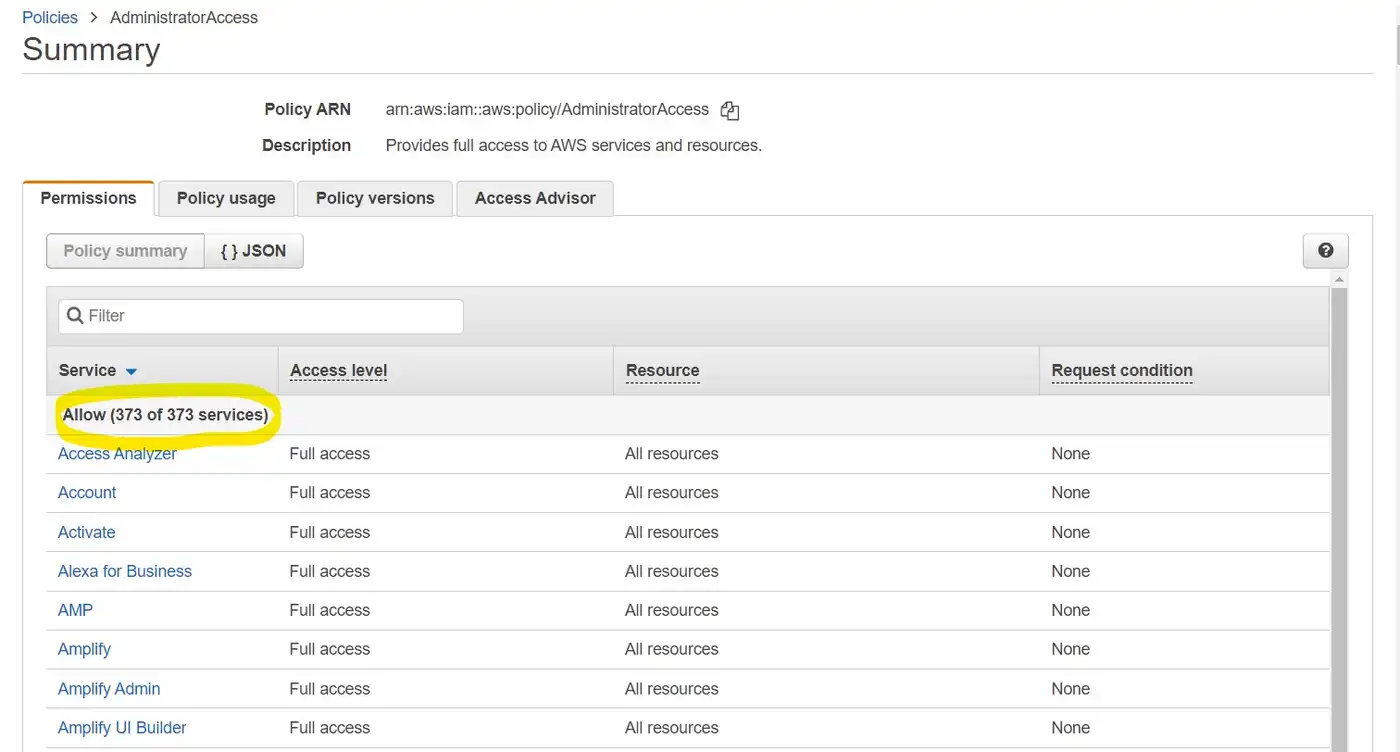 Policies > AdministratorAccess
Summary
Policy ARN arn:aws:iam::aws:policy/AdministratorAccess
Description Provides full access to AWS services and resources.
Permissions Policy usage Policy versions Access Advisor
Policy summary { } JSON ?
Filter
Service Access level Resource Request condition
Allow (373 of 373 services)
Access Analyzer Full access All resources None
Account Full access All resources None
Activate Full access All resources None
Alexa for Business Full access All resources None
AMP Full access All resources None
Amplify Full access All resources None
Amplify Admin Full access All resources None
Amplify UI Builder Full access All resources None